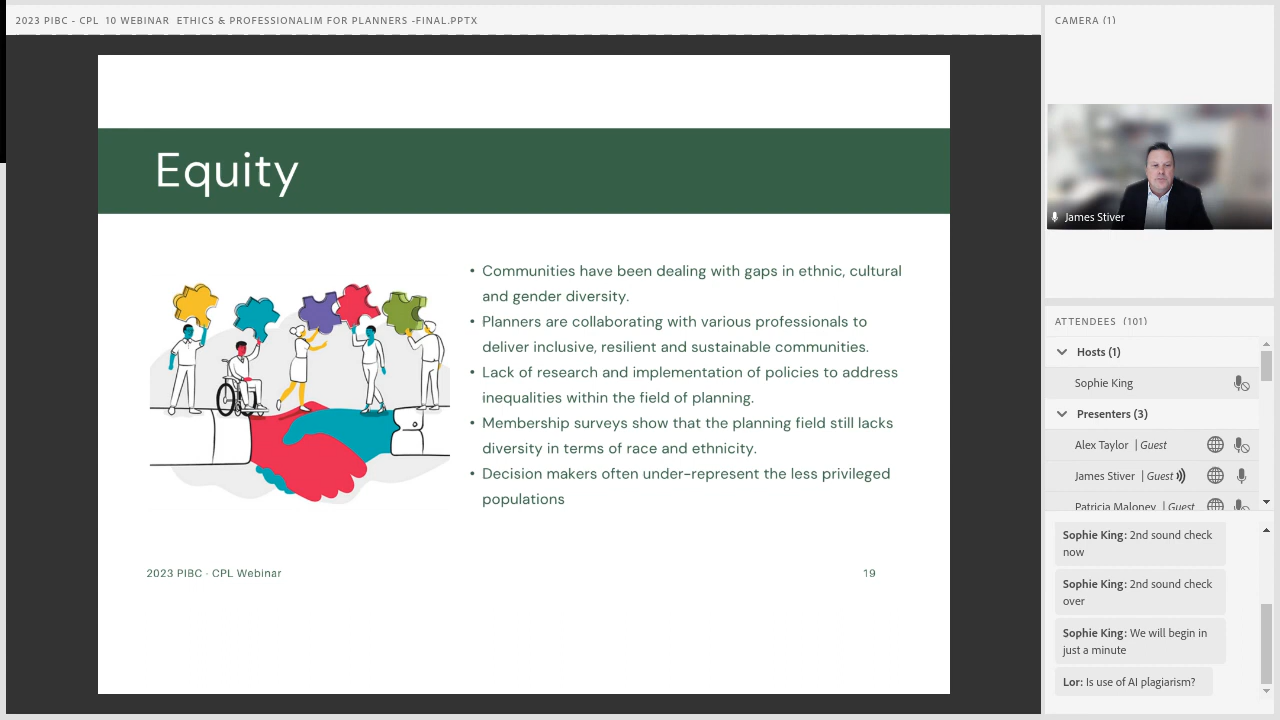 2023 PIBC - CPL 10 WEBINAR ETHICS & PROFESSIONALIM FOR PLANNERS -FINAL.PPTX
Equity
• Communities have been dealing with gaps in ethnic, cultural
and gender diversity.
• Planners are collaborating with various professionals to
deliver inclusive, resilient and sustainable communities.
• Lack of research and implementation of policies to address
inequalities within the field of planning.
• Membership surveys show that the planning field still lacks
diversity in terms of race and ethnicity.
• Decision makers often under-represent the less privileged
populations
2023 PIBC - CPL Webinar
19
CAMERA (1)
James Stiver
ATTENDEES (101)
Hosts (1)
Sophie King
Presenters (3)
Alex Taylor | Guest
James Stiver | Guest
Patricia Maloney | Guest
Sophie King: 2nd sound check
now
Sophie King: 2nd sound check
over
Sophie King: We will begin in
just a minute
Lor: Is use of AI plagiarism?